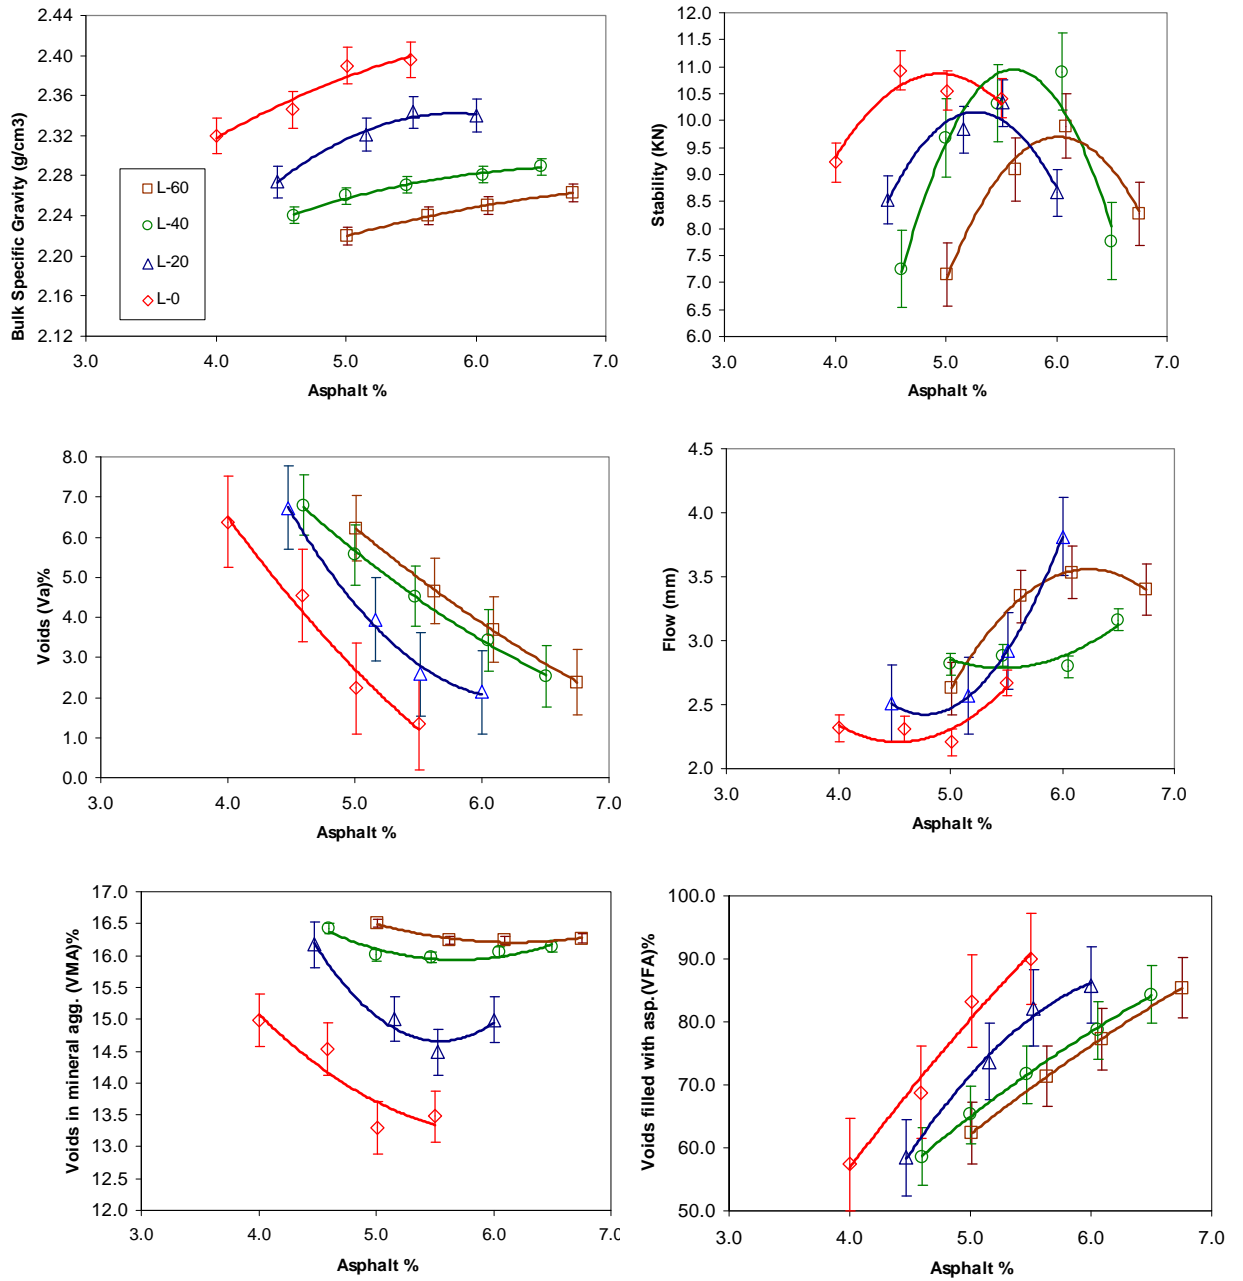 2.44
2.40
2.36
2.32
2.28
2.24
2.20
2.16
2.12
Bulk Specific Gravity (g/cm3)
L-60
L-40
L-20
L-0
3.0 4.0 5.0 6.0 7.0
Asphalt %
12.0
11.5
11.0
10.5
10.0
9.5
9.0
8.5
8.0
7.5
7.0
6.5
6.0
Stability (KN)
3.0 4.0 5.0 6.0 7.0
Asphalt %
8.0
7.0
6.0
5.0
4.0
3.0
2.0
1.0
0.0
Voids (Va)%
3.0 4.0 5.0 6.0 7.0
Asphalt %
4.5
4.0
3.5
3.0
2.5
2.0
Flow (mm)
3.0 4.0 5.0 6.0 7.0
Asphalt %
17.0
16.5
16.0
15.5
15.0
14.5
14.0
13.5
13.0
12.5
12.0
Voids in mineral agg. (VMA)%
3.0 4.0 5.0 6.0 7.0
Asphalt %
100.0
90.0
80.0
70.0
60.0
50.0
Voids filled with asp.(VFA)%
3.0 4.0 5.0 6.0 7.0
Asphalt %